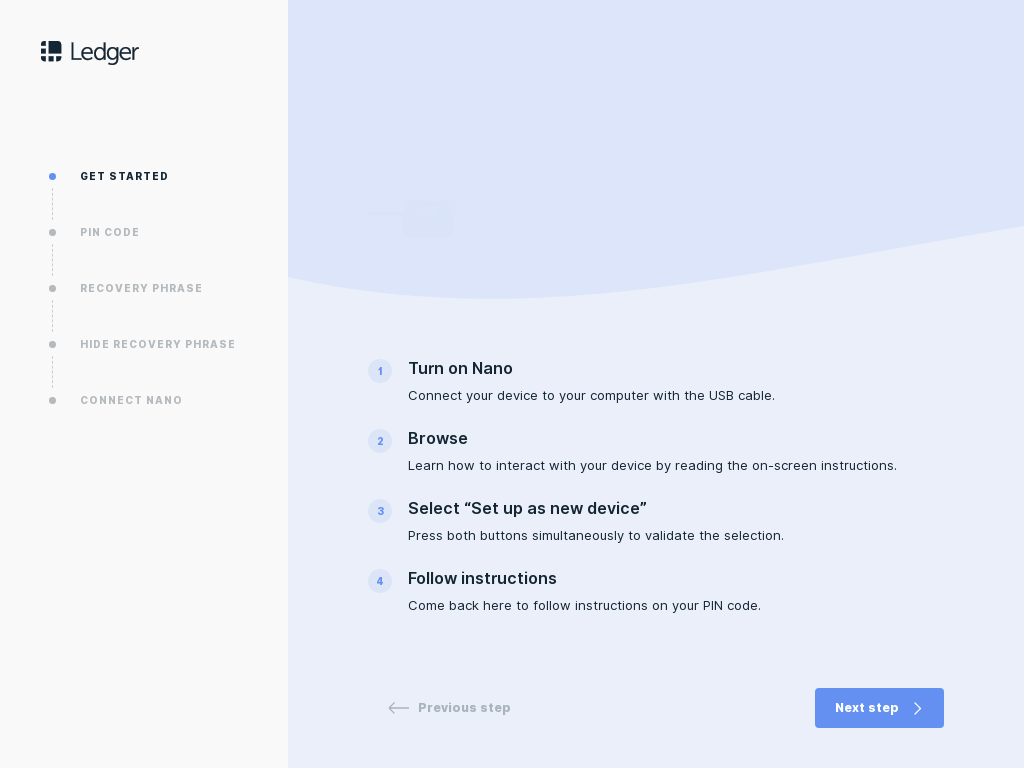 Ledger
GET STARTED
PIN CODE
RECOVERY PHRASE
HIDE RECOVERY PHRASE
CONNECT NANO
1
Turn on Nano
Connect your device to your computer with the USB cable.
2
Browse
Learn how to interact with your device by reading the on-screen instructions.
3
Select “Set up as new device”
Press both buttons simultaneously to validate the selection.
4
Follow instructions
Come back here to follow instructions on your PIN code.
Previous step
Next step